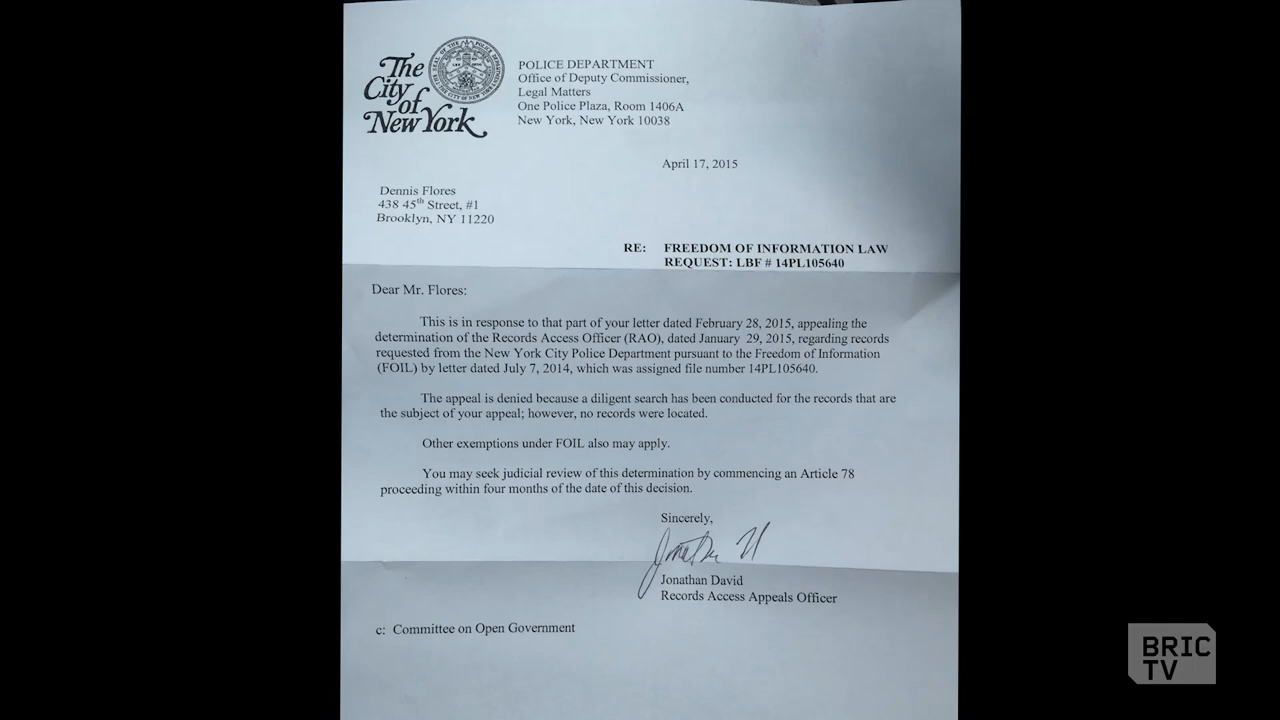 The
City
of
New York
POLICE DEPARTMENT
Office of Deputy Commissioner,
Legal Matters
One Police Plaza, Room 1406A
New York, New York 10038
April 17, 2015
Dennis Flores
438 45th Street, #1
Brooklyn, NY 11220
RE: FREEDOM OF INFORMATION LAW
REQUEST: LBF # 14PL105640
Dear Mr. Flores:
This is in response to that part of your letter dated February 28, 2015, appealing the
determination of the Records Access Officer (RAO), dated January 29, 2015, regarding records
requested from the New York City Police Department pursuant to the Freedom of Information
(FOIL) by letter dated July 7, 2014, which was assigned file number 14PL105640.
The appeal is denied because a diligent search has been conducted for the records that are
the subject of your appeal; however, no records were located.
Other exemptions under FOIL also may apply.
You may seek judicial review of this determination by commencing an Article 78
proceeding within four months of the date of this decision.
Sincerely,
Jonathan David
Records Access Appeals Officer
c: Committee on Open Government
BRIC
TV